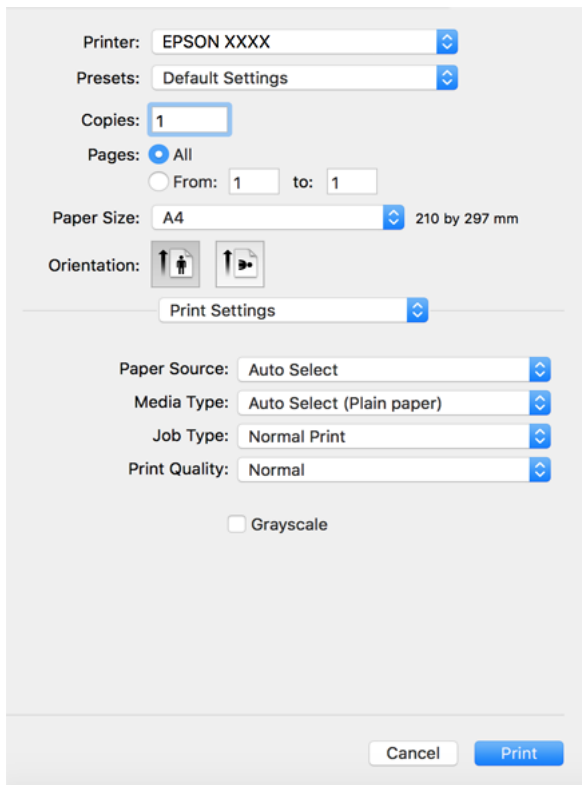 Printer: EPSON XXXX
Presets: Default Settings
Copies: 1
Pages: All
From: 1 to: 1
Paper Size: A4 210 by 297 mm
Orientation:
Print Settings
Paper Source: Auto Select
Media Type: Auto Select (Plain paper)
Job Type: Normal Print
Print Quality: Normal
Grayscale
Cancel Print